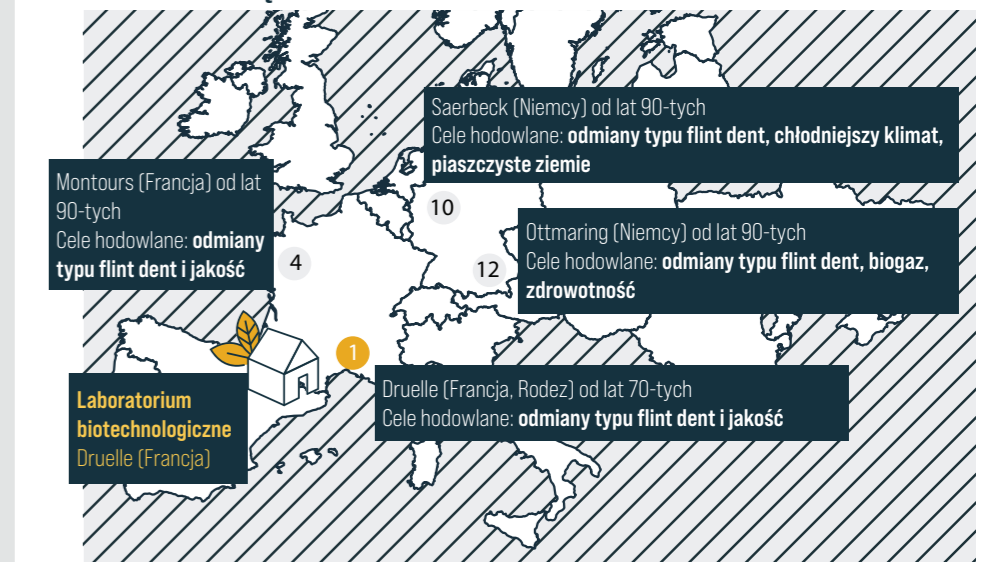 Saerbeck (Niemcy) od lat 90-tych
Cele hodowlane: odmiany typu flint dent, chłodniejszy klimat,
piaszczyste ziemie
Montours (Francja) od lat
90-tych
Cele hodowlane: odmiany
typu flint dent i jakość
10
Ottmaring (Niemcy) od lat 90-tych
Cele hodowlane: odmiany typu flint dent, biogaz,
zdrowotność
4
12
1
Druelle (Francja, Rodez) od lat 70-tych
Cele hodowlane: odmiany typu flint dent i jakość
Laboratorium
biotechnologiczne
Druelle (Francja)